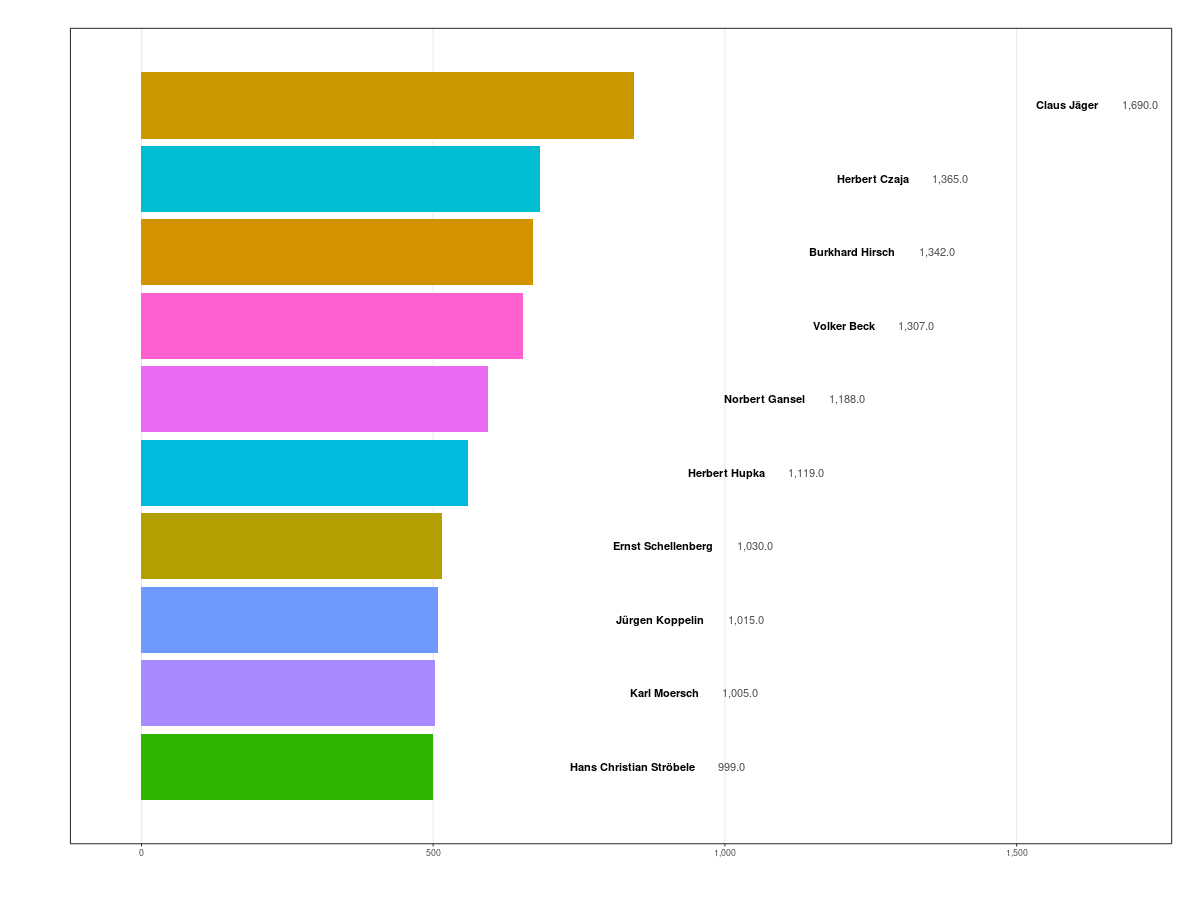 Claus Jäger 1,690.0
Herbert Czaja 1,365.0
Burkhard Hirsch 1,342.0
Volker Beck 1,307.0
Norbert Gansel 1,188.0
Herbert Hupka 1,119.0
Ernst Schellenberg 1,030.0
Jürgen Koppelin 1,015.0
Karl Moersch 1,005.0
Hans Christian Ströbele 999.0
0 500 1,000 1,500